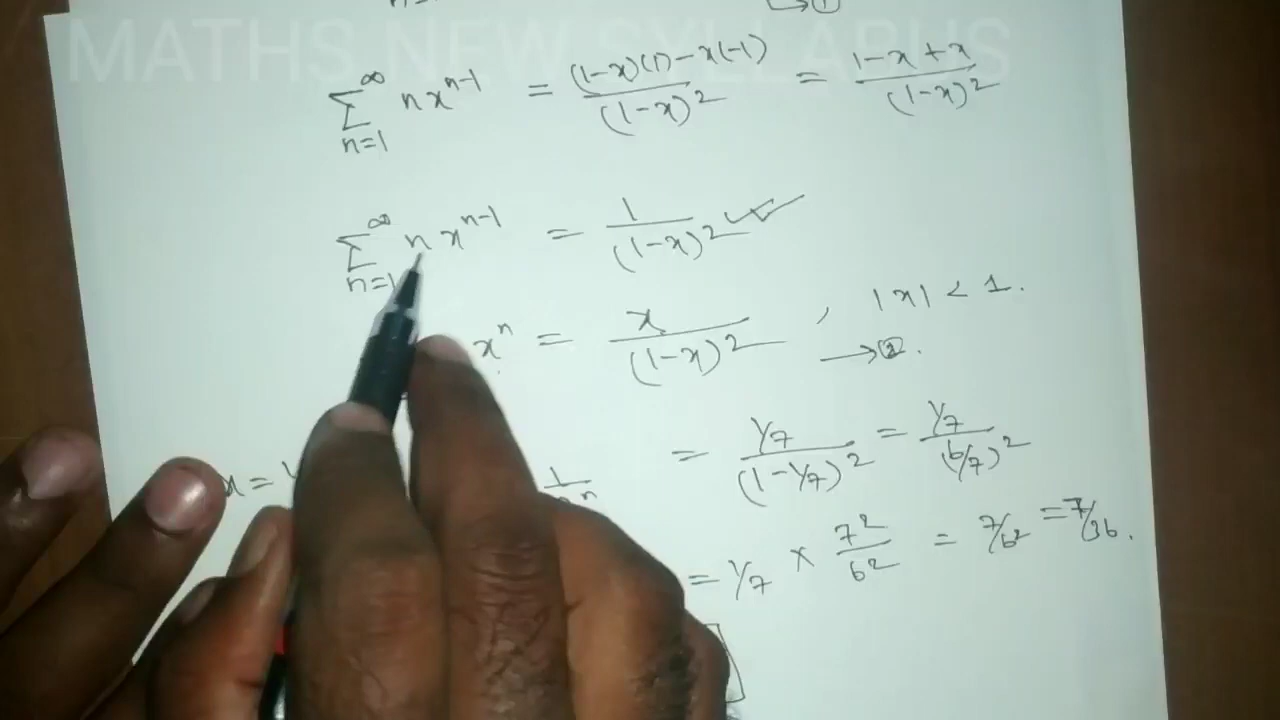 MATHS NEW SYLLABUS
→①
∑_{n=1}^{∞} n x^{n-1} = ((1-x)(1) - x(-1))/(1-x)^2 = (1-x+x)/(1-x)^2
∑_{n=1}^{∞} n x^{n-1} = 1/(1-x)^2 ✓
x^n = x/(1-x)^2 , |x| < 1.
→②.
= (1/7)/(1-1/7)^2 = (1/7)/(6/7)^2
x =
= 1/7 × 7^2/6^2 = 7/6^2 = 7/36.